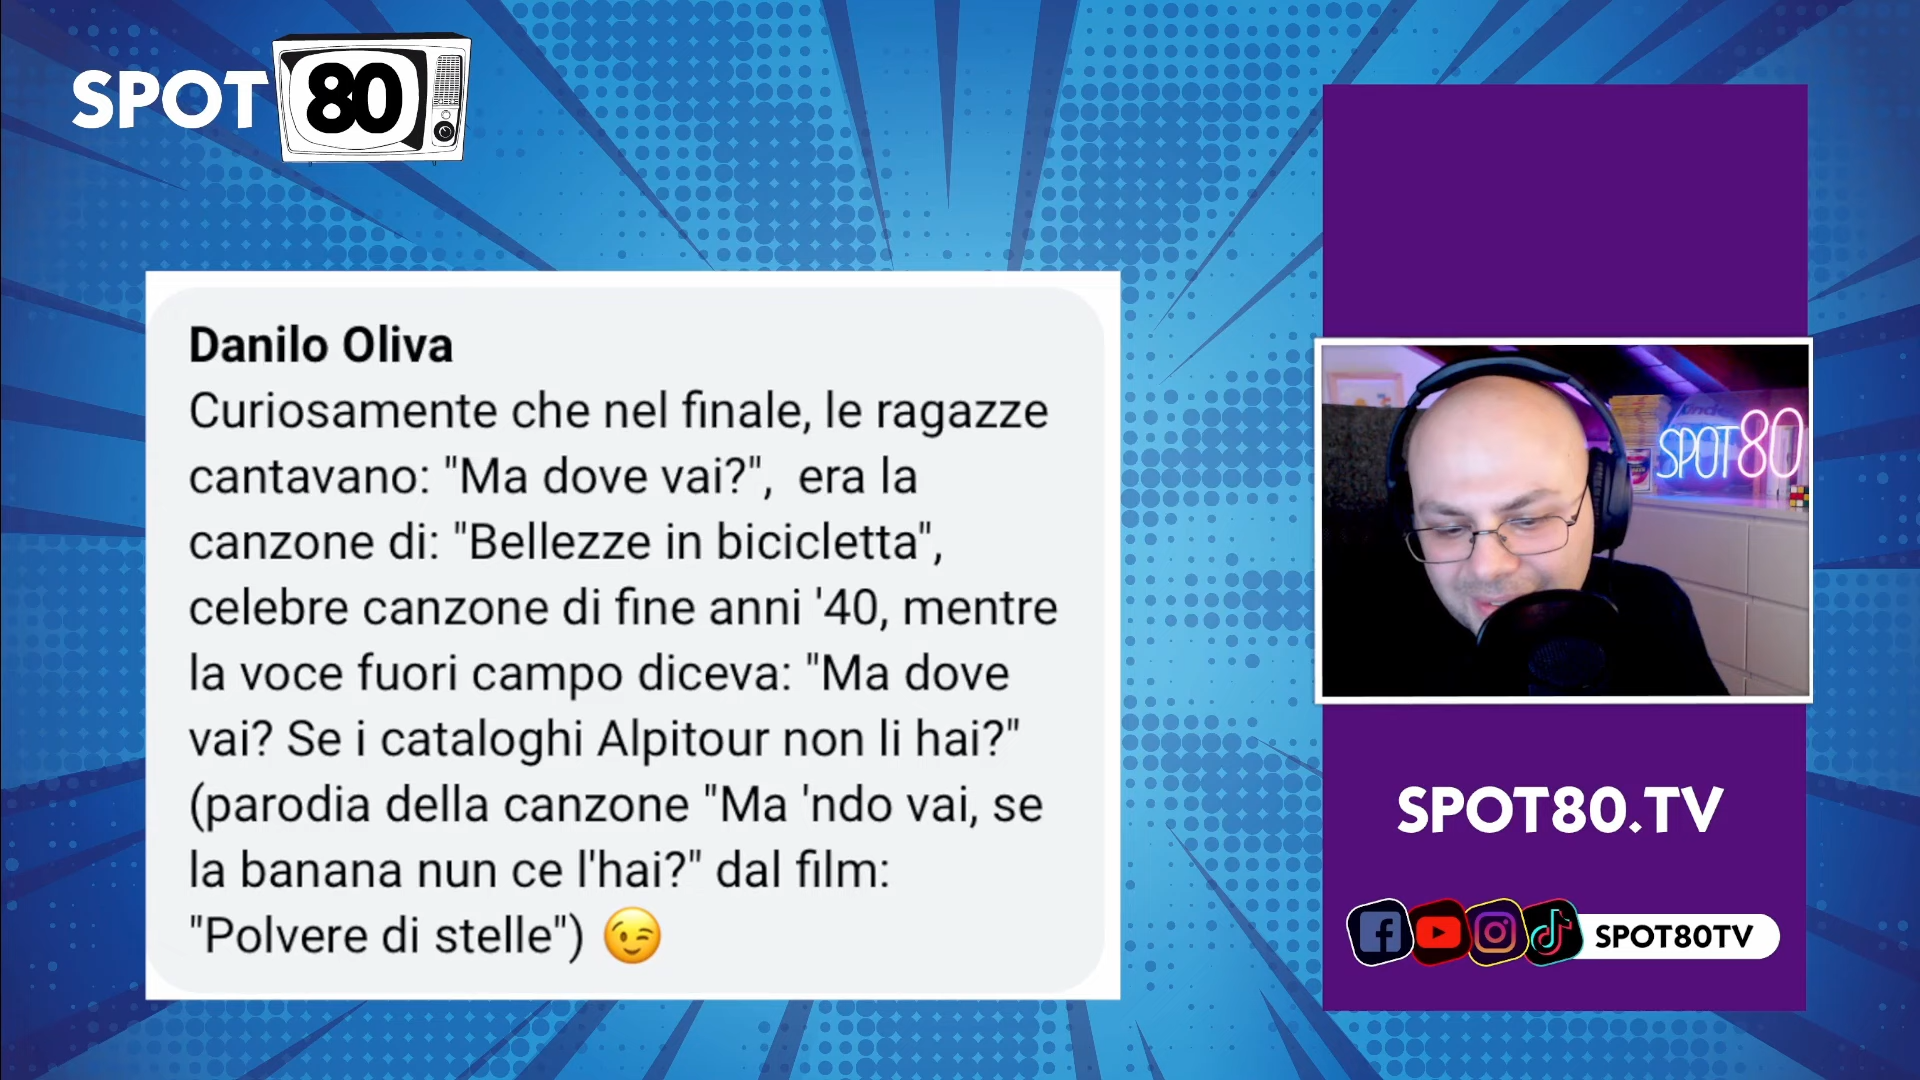 SPOT 80
Danilo Oliva
Curiosamente che nel finale, le ragazze
cantavano: "Ma dove vai?",  era la
canzone di: "Bellezze in bicicletta",
celebre canzone di fine anni '40, mentre
la voce fuori campo diceva: "Ma dove
vai? Se i cataloghi Alpitour non li hai?"
(parodia della canzone "Ma 'ndo vai, se
la banana nun ce l'hai?" dal film:
"Polvere di stelle") 😉
SPOT80
SPOT80.TV
SPOT80TV